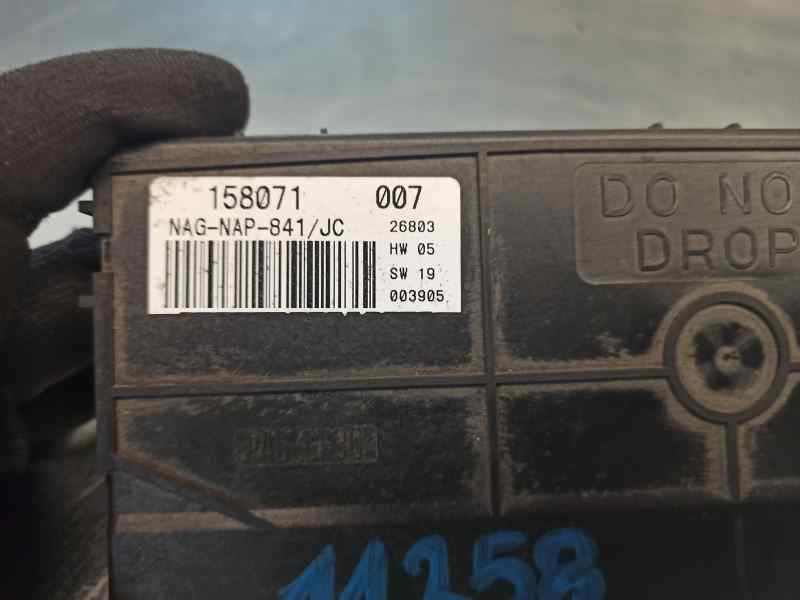 158071 007
NAG-NAP-841/JC 26803
HW 05
SW 19
003905
DO NO
DROP
11258